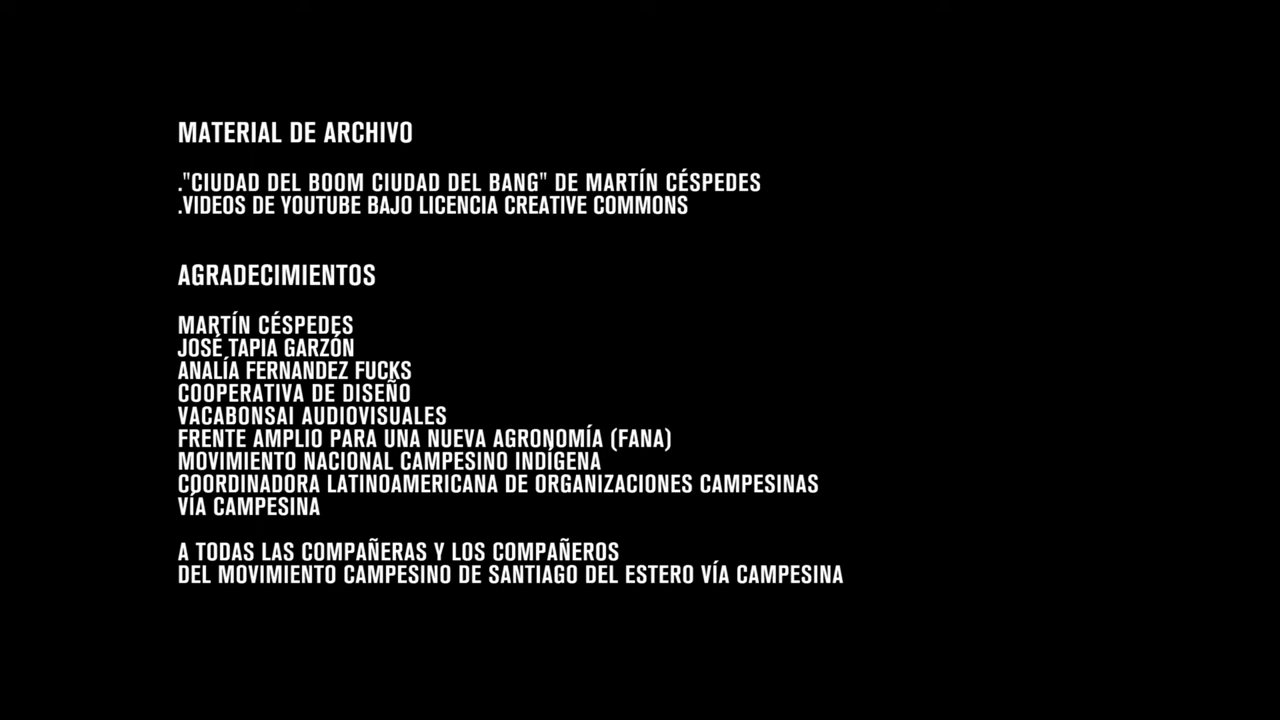 MATERIAL DE ARCHIVO
."CIUDAD DEL BOOM CIUDAD DEL BANG" DE MARTÍN CÉSPEDES
.VIDEOS DE YOUTUBE BAJO LICENCIA CREATIVE COMMONS
AGRADECIMIENTOS
MARTÍN CÉSPEDES
JOSÉ TAPIA GARZÓN
ANALÍA FERNANDEZ FUCKS
COOPERATIVA DE DISEÑO
VACABONSAI AUDIOVISUALES
FRENTE AMPLIO PARA UNA NUEVA AGRONOMÍA (FANA)
MOVIMIENTO NACIONAL CAMPESINO INDÍGENA
COORDINADORA LATINOAMERICANA DE ORGANIZACIONES CAMPESINAS
VÍA CAMPESINA
A TODAS LAS COMPAÑERAS Y LOS COMPAÑEROS
DEL MOVIMIENTO CAMPESINO DE SANTIAGO DEL ESTERO VÍA CAMPESINA